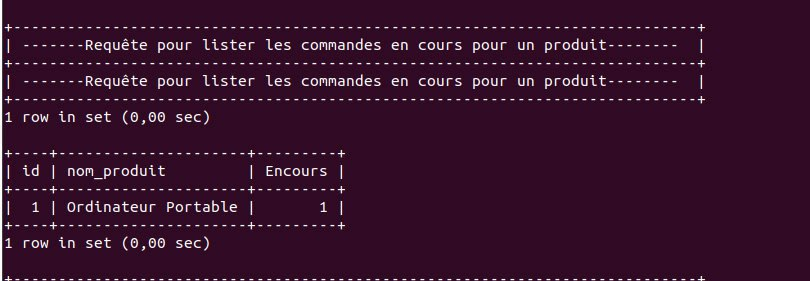 +----------------------------------------------------------------------------+
| -------Requête pour lister les commandes en cours pour un produit--------  |
+----------------------------------------------------------------------------+
| -------Requête pour lister les commandes en cours pour un produit--------  |
+----------------------------------------------------------------------------+
1 row in set (0,00 sec)
+----+---------------------+---------+
| id | nom_produit         | Encours |
+----+---------------------+---------+
|  1 | Ordinateur Portable |       1 |
+----+---------------------+---------+
1 row in set (0,00 sec)
+----------------------------------------------------------------------------+